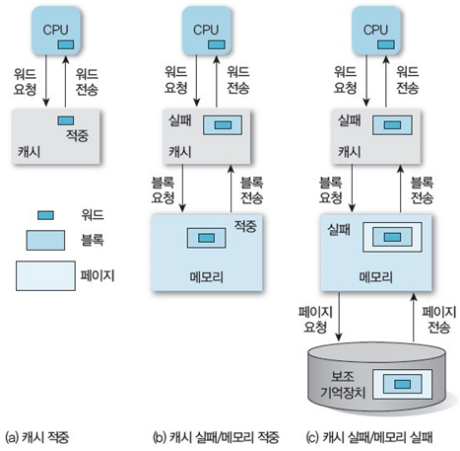 CPU
워드
요청
워드
전송
적중
캐시
워드
블록
페이지
(a) 캐시 적중
CPU
워드
요청
워드
전송
실패
캐시
블록
요청
블록
전송
적중
메모리
(b) 캐시 실패/메모리 적중
CPU
워드
요청
워드
전송
실패
캐시
블록
요청
블록
전송
실패
메모리
페이지
요청
페이지
전송
보조
기억장치
(c) 캐시 실패/메모리 실패